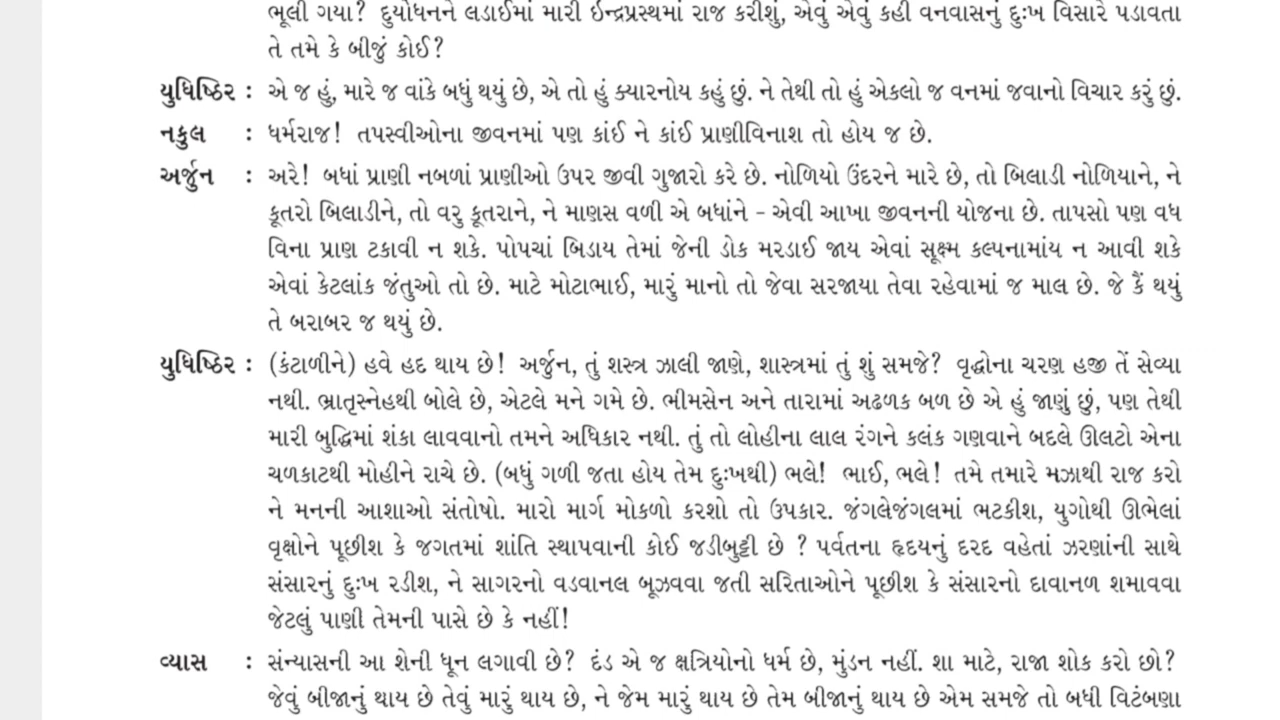 ભૂલી ગયા? દુર્યોધનને લડાઈમાં મારી ઇન્દ્રપ્રસ્થમાં રાજ કરીશું, એવું એવું કહી વનવાસનું દુઃખ વિસારે પડાવતા
તે તમે કે બીજું કોઈ?
યુધિષ્ઠિર : એ જ હું, મારે જ વાંકે બધું થયું છે, એ તો હું ક્યારનોય કહું છું. ને તેથી તો હું એકલો જ વનમાં જવાનો વિચાર કરું છું.
નકુલ : ધર્મરાજ! તપસ્વીઓના જીવનમાં પણ કાંઈ ને કાંઈ પ્રાણીવિનાશ તો હોય જ છે.
અર્જુન : અરે! બધાં પ્રાણી નબળાં પ્રાણીઓ ઉપર જીવી ગુજારો કરે છે. નોળિયો ઉંદરને મારે છે, તો બિલાડી નોળિયાને, ને
કૂતરો બિલાડીને, તો વરુ કૂતરાને, ને માણસ વળી એ બધાંને - એવી આખા જીવનની યોજના છે. તાપસો પણ વધ
વિના પ્રાણ ટકાવી ન શકે. પોપચાં બિડાય તેમાં જેની ડોક મરડાઈ જાય એવાં સૂક્ષ્મ કલ્પનામાંય ન આવી શકે
એવાં કેટલાંક જંતુઓ તો છે. માટે મોટાભાઈ, મારું માનો તો જેવા સરજાયા તેવા રહેવામાં જ માલ છે. જે કૈં થયું
તે બરાબર જ થયું છે.
યુધિષ્ઠિર : (કંટાળીને) હવે હદ થાય છે! અર્જુન, તું શસ્ત્ર ઝાલી જાણે, શાસ્ત્રમાં તું શું સમજે? વૃદ્ધોના ચરણ હજી તેં સેવ્યા
નથી. ભ્રાતૃસ્નેહથી બોલે છે, એટલે મને ગમે છે. ભીમસેન અને તારામાં અઢળક બળ છે એ હું જાણું છું, પણ તેથી
મારી બુદ્ધિમાં શંકા લાવવાનો તમને અધિકાર નથી. તું તો લોહીના લાલ રંગને કલંક ગણવાને બદલે ઊલટો એના
ચળકાટથી મોહીને રાચે છે. (બધું ગળી જતા હોય તેમ દુઃખથી) ભલે! ભાઈ, ભલે! તમે તમારે મઝાથી રાજ કરો
ને મનની આશાઓ સંતોષો. મારો માર્ગ મોકળો કરશો તો ઉપકાર. જંગલેજંગલમાં ભટકીશ, યુગોથી ઊભેલાં
વૃક્ષોને પૂછીશ કે જગતમાં શાંતિ સ્થાપવાની કોઈ જડીબુટ્ટી છે ? પર્વતના હૃદયનું દરદ વહેતાં ઝરણાંની સાથે
સંસારનું દુઃખ રડીશ, ને સાગરનો વડવાનલ બૂઝવવા જતી સરિતાઓને પૂછીશ કે સંસારનો દાવાનળ શમાવવા
જેટલું પાણી તેમની પાસે છે કે નહીં!
વ્યાસ : સંન્યાસની આ શેની ધૂન લગાવી છે? દંડ એ જ ક્ષત્રિયોનો ધર્મ છે, મુંડન નહીં. શા માટે, રાજા શોક કરો છો?
જેવું બીજાનું થાય છે તેવું મારું થાય છે, ને જેમ મારું થાય છે તેમ બીજાનું થાય છે એમ સમજે તો બધી વિટંબણા